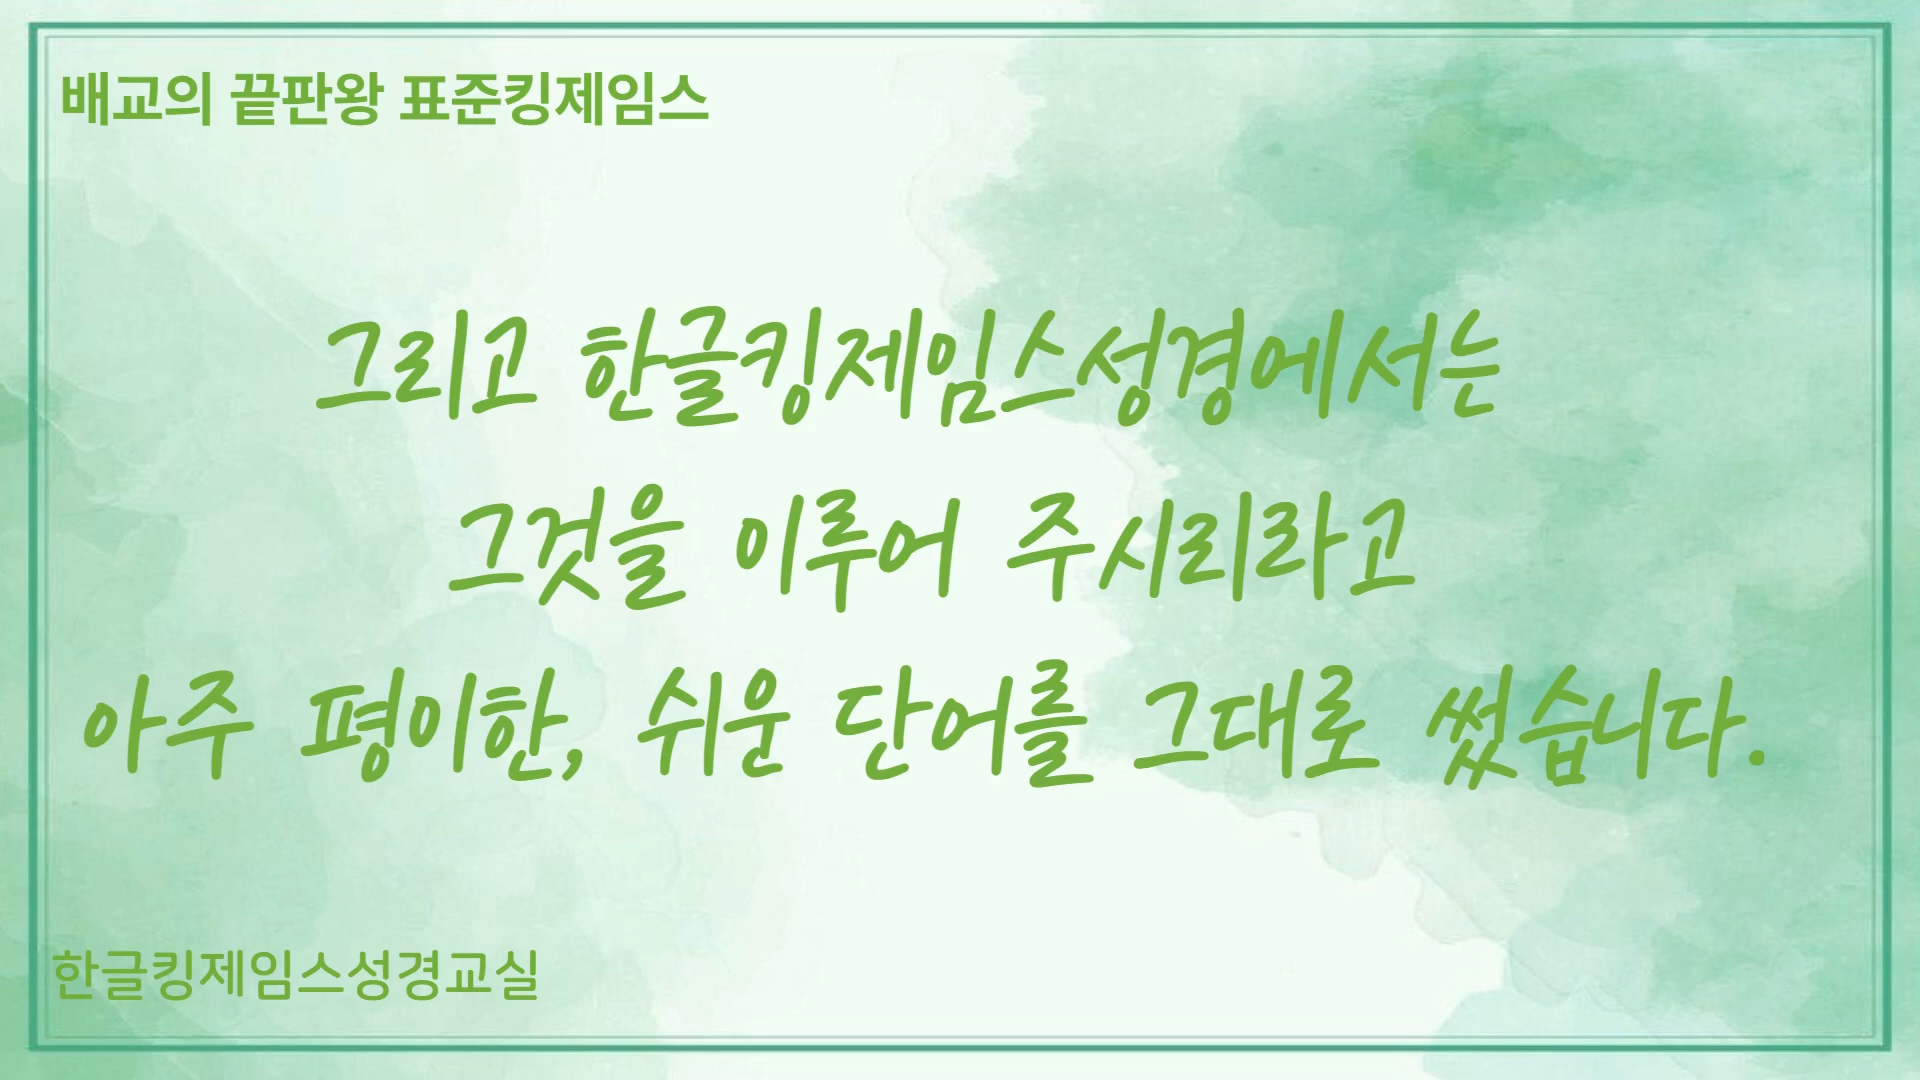 배교의 끝판왕 표준킹제임스
그리고 한글킹제임스성경에서는
그것을 이루어 주시리라고
아주 평이한, 쉬운 단어를 그대로 썼습니다.
한글킹제임스성경교실